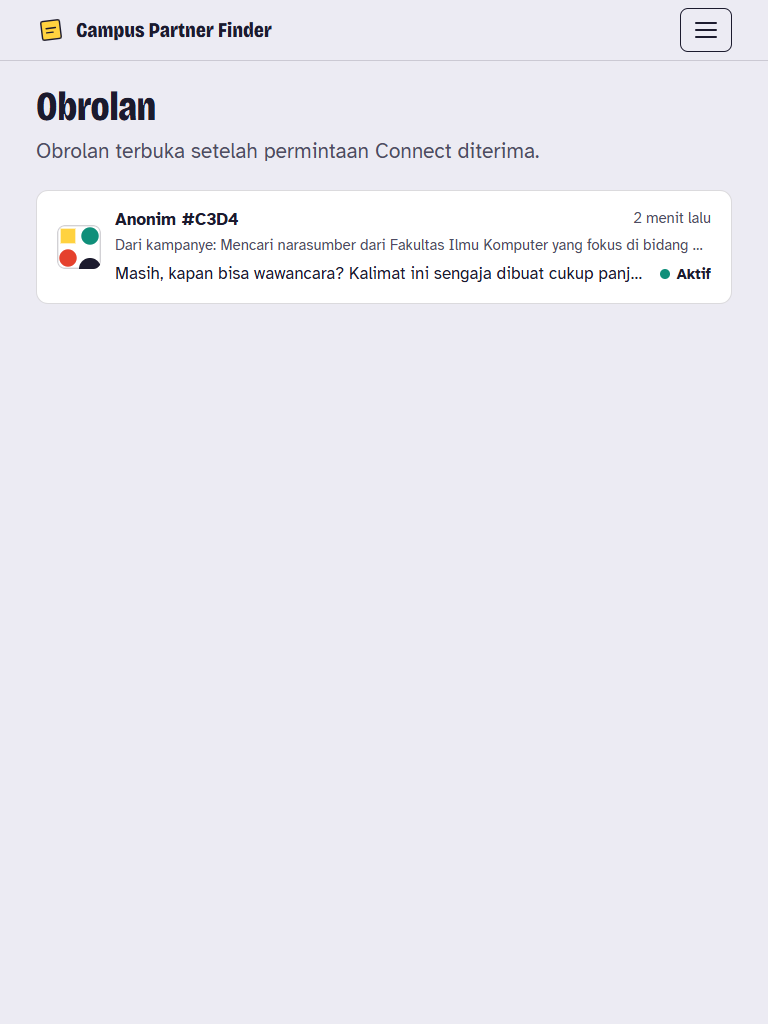 Campus Partner Finder
Obrolan
Obrolan terbuka setelah permintaan Connect diterima.
Anonim #C3D4
2 menit lalu
Dari kampanye: Mencari narasumber dari Fakultas Ilmu Komputer yang fokus di bidang ...
Masih, kapan bisa wawancara? Kalimat ini sengaja dibuat cukup panj...
Aktif